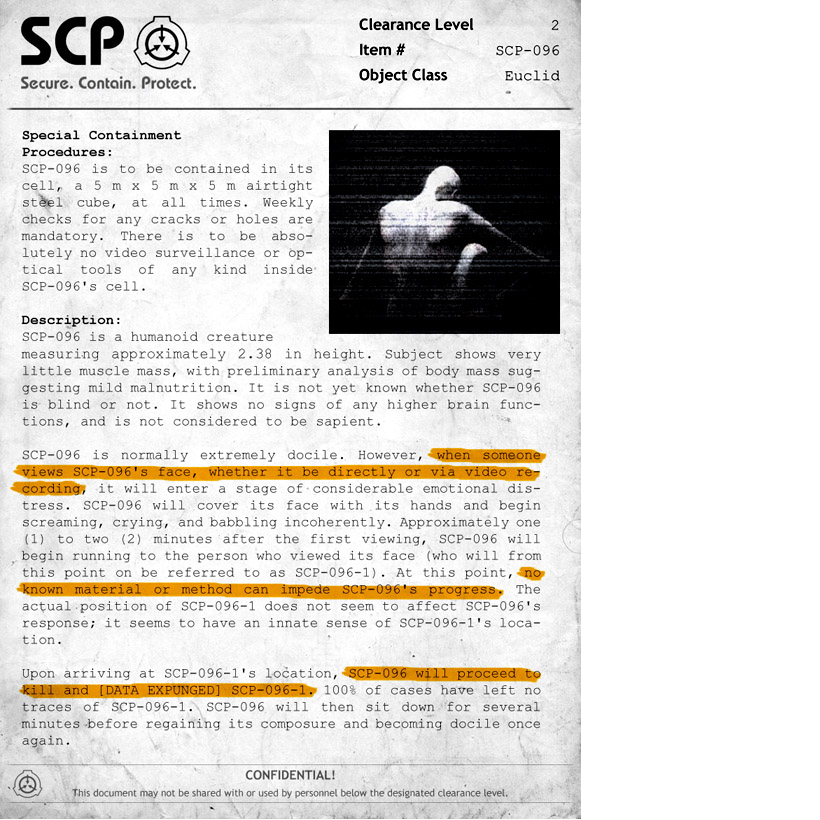 SCP
Secure. Contain. Protect.
Clearance Level 2
Item # SCP-096
Object Class Euclid
Special Containment
Procedures:
SCP-096 is to be contained in its
cell, a 5 m x 5 m x 5 m airtight
steel cube, at all times. Weekly
checks for any cracks or holes are
mandatory. There is to be abso-
lutely no video surveillance or op-
tical tools of any kind inside
SCP-096's cell.
Description:
SCP-096 is a humanoid creature
measuring approximately 2.38 in height. Subject shows very
little muscle mass, with preliminary analysis of body mass sug-
gesting mild malnutrition. It is not yet known whether SCP-096
is blind or not. It shows no signs of any higher brain func-
tions, and is not considered to be sapient.
SCP-096 is normally extremely docile. However, when someone
views SCP-096's face, whether it be directly or via video re-
cording, it will enter a stage of considerable emotional dis-
tress. SCP-096 will cover its face with its hands and begin
screaming, crying, and babbling incoherently. Approximately one
(1) to two (2) minutes after the first viewing, SCP-096 will
begin running to the person who viewed its face (who will from
this point on be referred to as SCP-096-1). At this point, no
known material or method can impede SCP-096's progress. The
actual position of SCP-096-1 does not seem to affect SCP-096's
response; it seems to have an innate sense of SCP-096-1's loca-
tion.
Upon arriving at SCP-096-1's location, SCP-096 will proceed to
kill and [DATA EXPUNGED] SCP-096-1. 100% of cases have left no
traces of SCP-096-1. SCP-096 will then sit down for several
minutes before regaining its composure and becoming docile once
again.
CONFIDENTIAL!
This document may not be shared with or used by personnel below the designated clearance level.